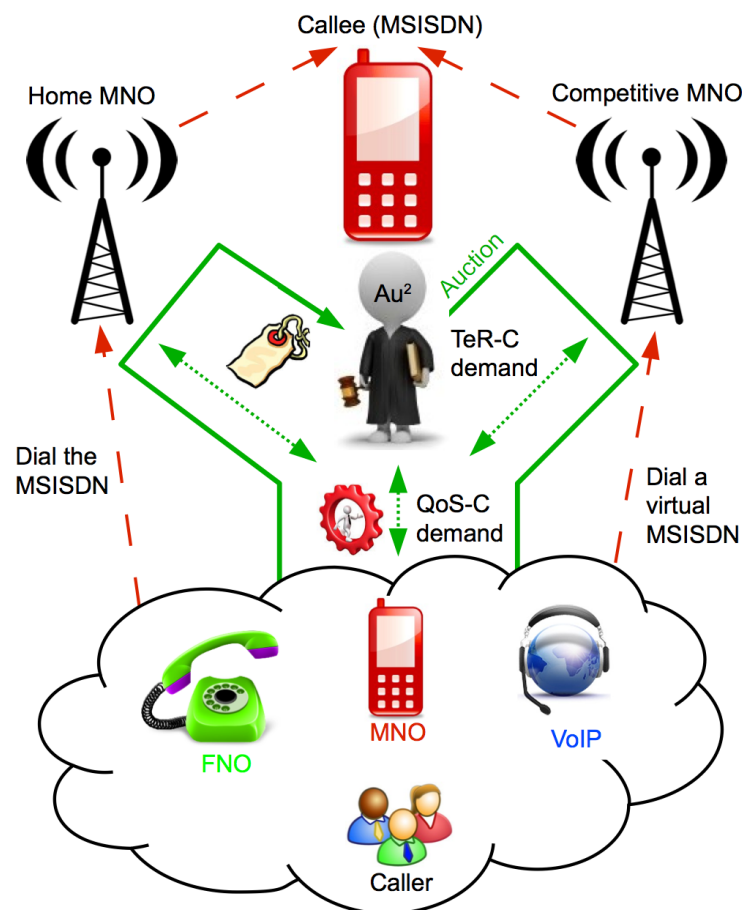 Callee (MSISDN)
Home MNO
Competitive MNO
Au²
Auction
TeR-C
demand
Dial the
MSISDN
QoS-C
demand
Dial a
virtual
MSISDN
FNO
MNO
VoIP
Caller